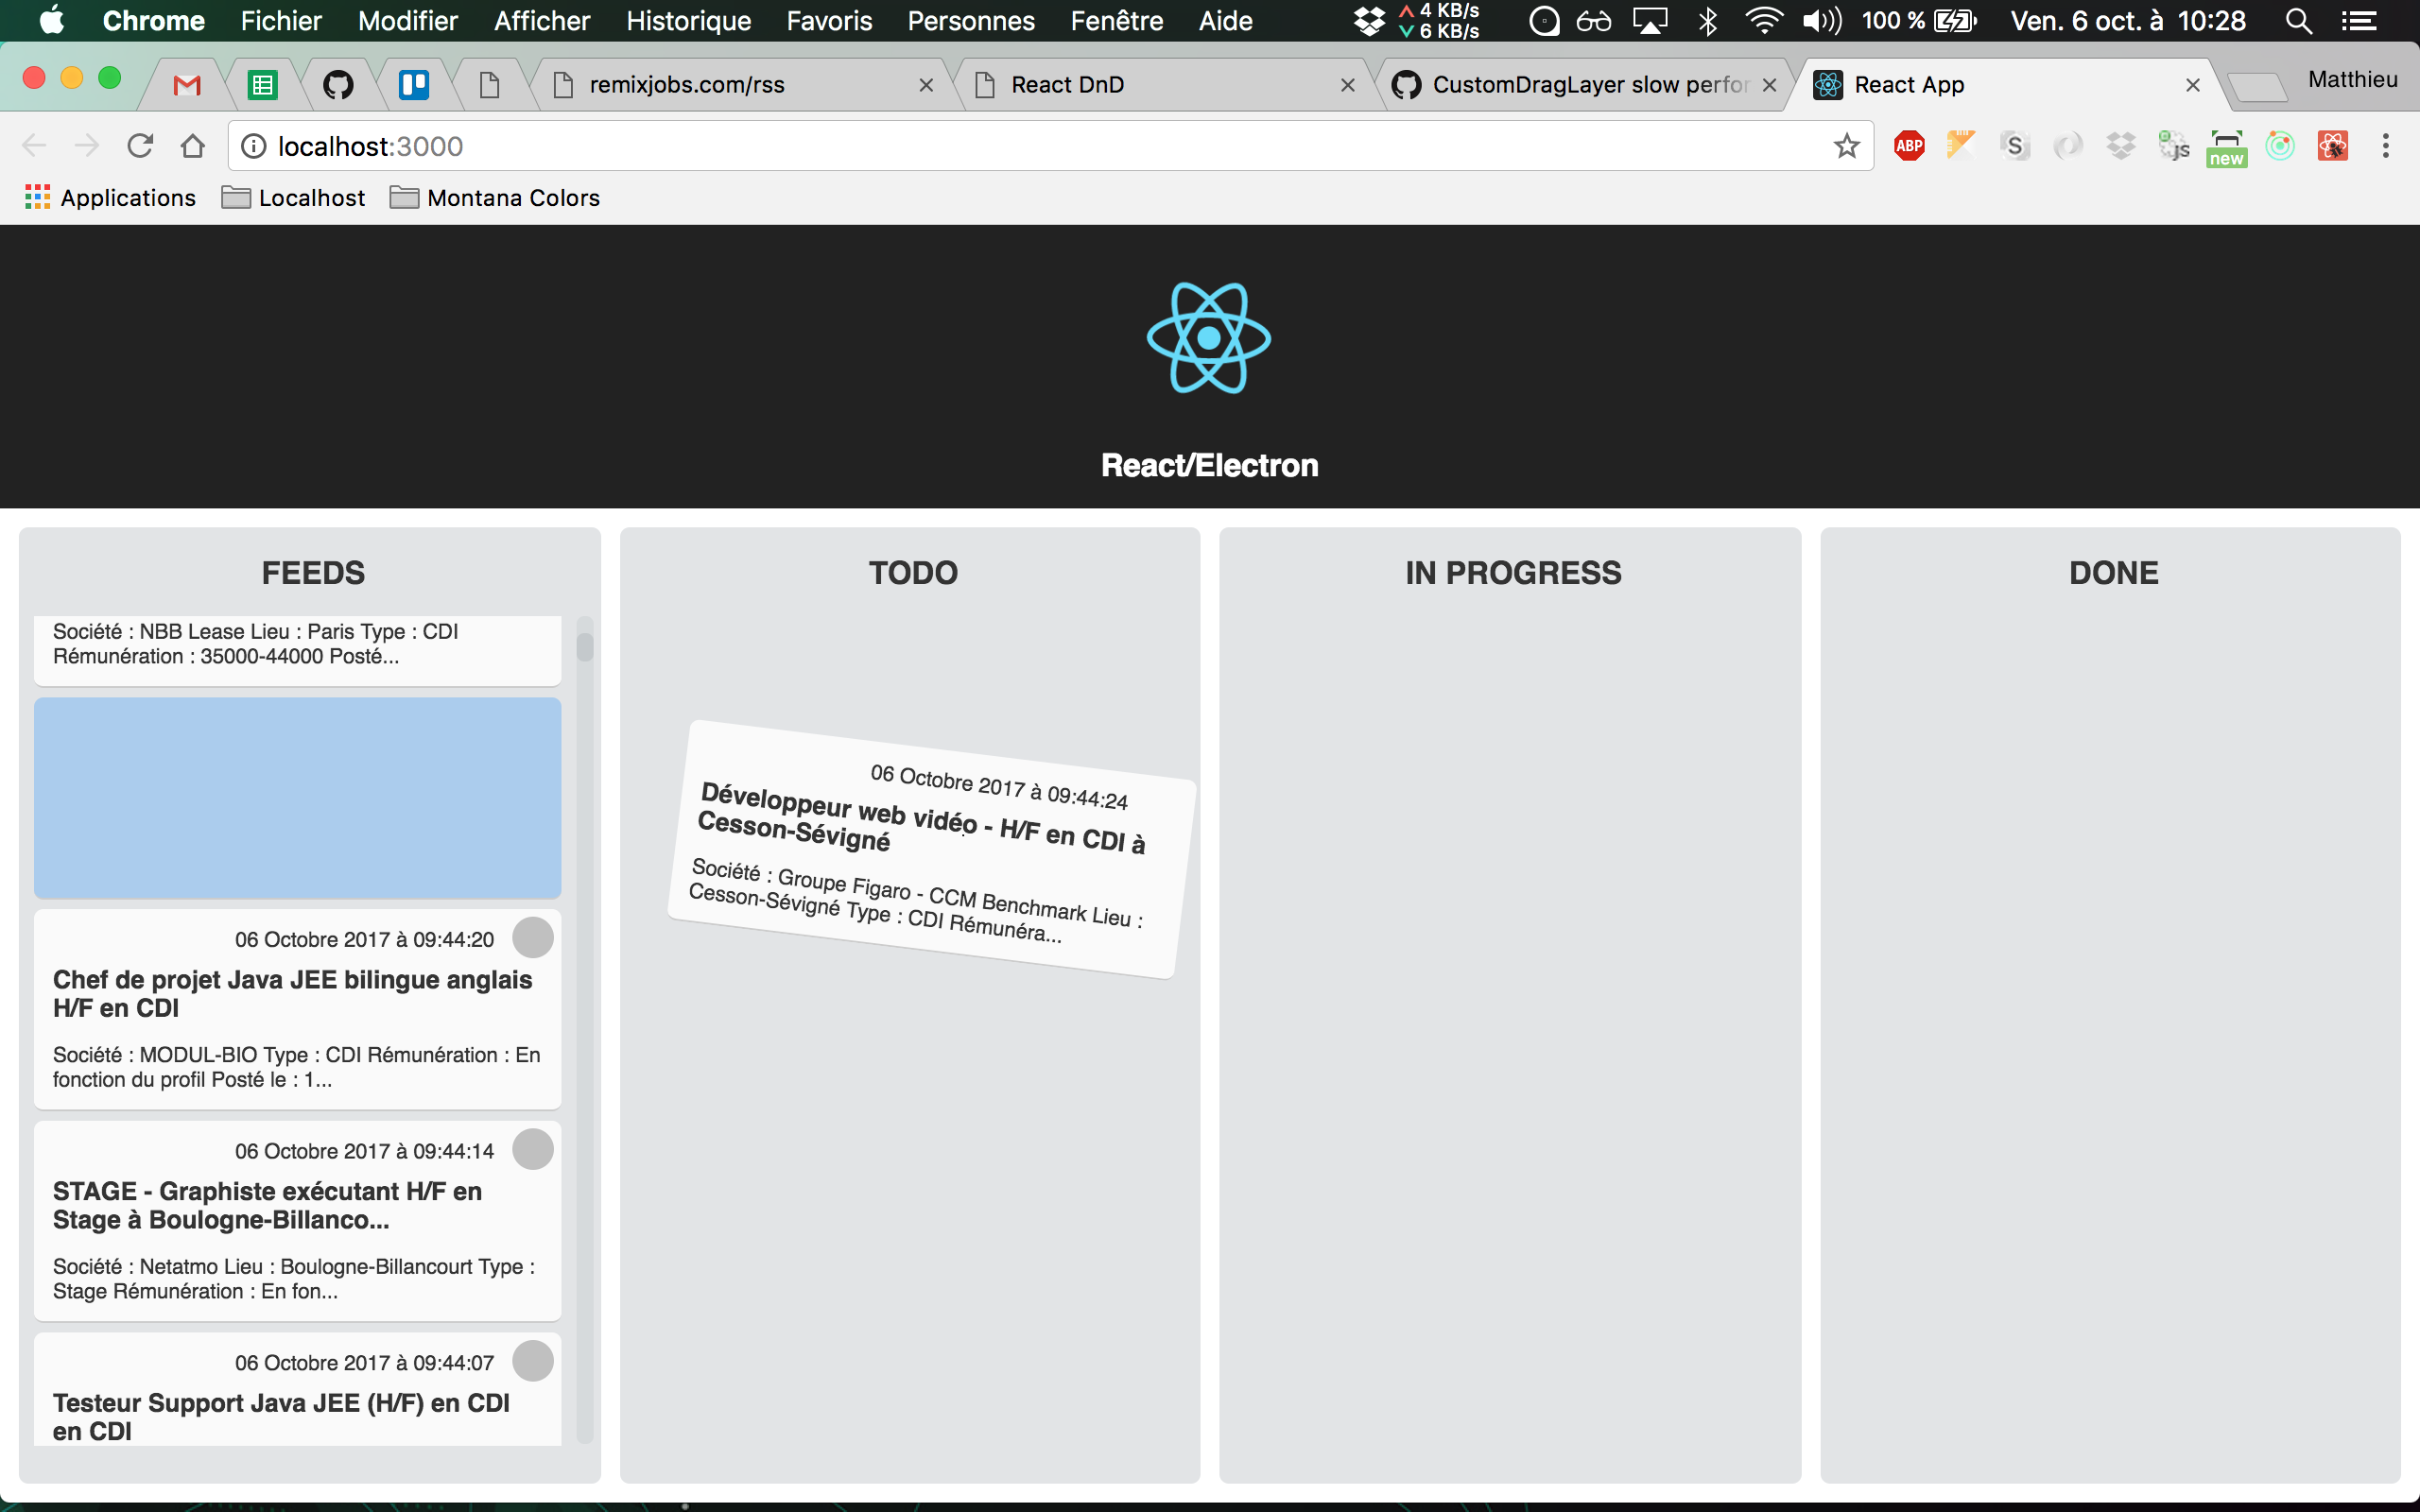 Chrome Fichier Modifier Afficher Historique Favoris Personnes Fenêtre Aide 4 KB/s 6 KB/s 100 % Ven. 6 oct. à 10:28
remixjobs.com/rss React DnD CustomDragLayer slow perfor React App Matthieu
localhost:3000 ABP S js new
Applications Localhost Montana Colors
React/Electron
FEEDS
Société : NBB Lease Lieu : Paris Type : CDI
Rémunération : 35000-44000 Posté...
06 Octobre 2017 à 09:44:20
Chef de projet Java JEE bilingue anglais
H/F en CDI
Société : MODUL-BIO Type : CDI Rémunération : En
fonction du profil Posté le : 1...
06 Octobre 2017 à 09:44:14
STAGE - Graphiste exécutant H/F en
Stage à Boulogne-Billanco...
Société : Netatmo Lieu : Boulogne-Billancourt Type :
Stage Rémunération : En fon...
06 Octobre 2017 à 09:44:07
Testeur Support Java JEE (H/F) en CDI
en CDI
TODO
06 Octobre 2017 à 09:44:24
Développeur web vidéo - H/F en CDI à
Cesson-Sévigné
Société : Groupe Figaro - CCM Benchmark Lieu :
Cesson-Sévigné Type : CDI Rémunéra...
IN PROGRESS
DONE